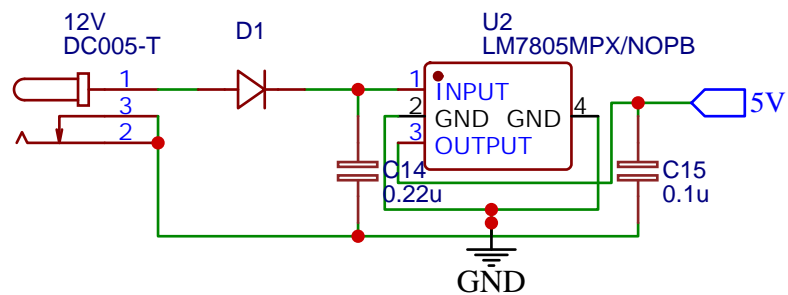 12V
DC005-T
D1
U2
LM7805MPX/NOPB
1
3
2
1
INPUT
2
GND GND
4
3
OUTPUT
5V
C14
0.22u
C15
0.1u
GND